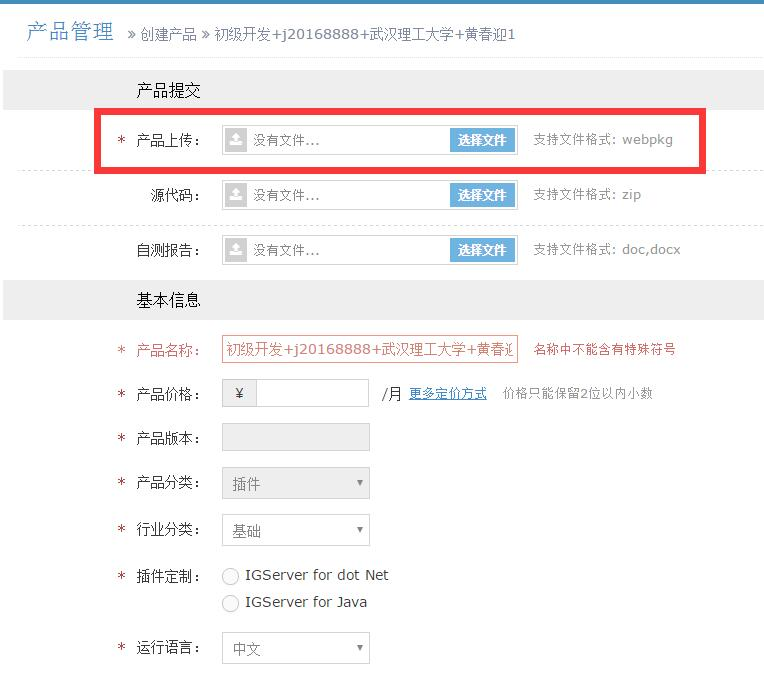 产品管理 » 创建产品 » 初级开发+j20168888+武汉理工大学+黄春迎1
产品提交
* 产品上传： 没有文件... 选择文件 支持文件格式: webpkg
源代码： 没有文件... 选择文件 支持文件格式: zip
自测报告： 没有文件... 选择文件 支持文件格式: doc,docx
基本信息
* 产品名称： 初级开发+j20168888+武汉理工大学+黄春迎 名称中不能含有特殊符号
* 产品价格： ¥ /月 更多定价方式 价格只能保留2位以内小数
* 产品版本：
* 产品分类： 插件
* 行业分类： 基础
* 插件定制： IGServer for dot Net
IGServer for Java
* 运行语言： 中文